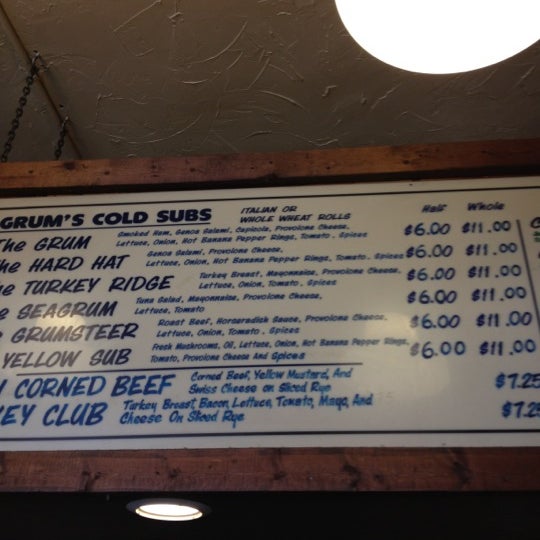 GRUM'S COLD SUBS ITALIAN OR WHOLE WHEAT ROLLS Half Whole
The GRUM Smoked Ham, Genoa Salami, Capicola, Provolone Cheese, $6.00 $11.00
Lettuce, Onion, Hot Banana Pepper Rings, Tomato, Spices
he HARD HAT Genoa Salami, Provolone Cheese, $6.00 $11.00
Lettuce, Onion, Hot Banana Pepper Rings, Tomato, Spices
e TURKEY RIDGE Turkey Breast, Mayonnaise, Provolone Cheese, $6.00 $11.00
Lettuce, Onion, Tomato, Spices
e SEAGRUM Tuna Salad, Mayonnaise, Provolone Cheese, $6.00 $11.00
Lettuce, Tomato
e GRUMSTEER Roast Beef, Horseradish Sauce, Provolone Cheese, $6.00 $11.00
Lettuce, Onion, Tomato, Spices
YELLOW SUB Fresh Mushrooms, Oil, Lettuce, Onion, Hot Banana Pepper Rings, $6.00 $11.00
Tomato, Provolone Cheese And Spices
CORNED BEEF Corned Beef, Yellow Mustard, And $7.25
Swiss Cheese on Sliced Rye
EY CLUB Turkey Breast, Bacon, Lettuce, Tomato, Mayo, And $7.25
Cheese On Sliced Rye